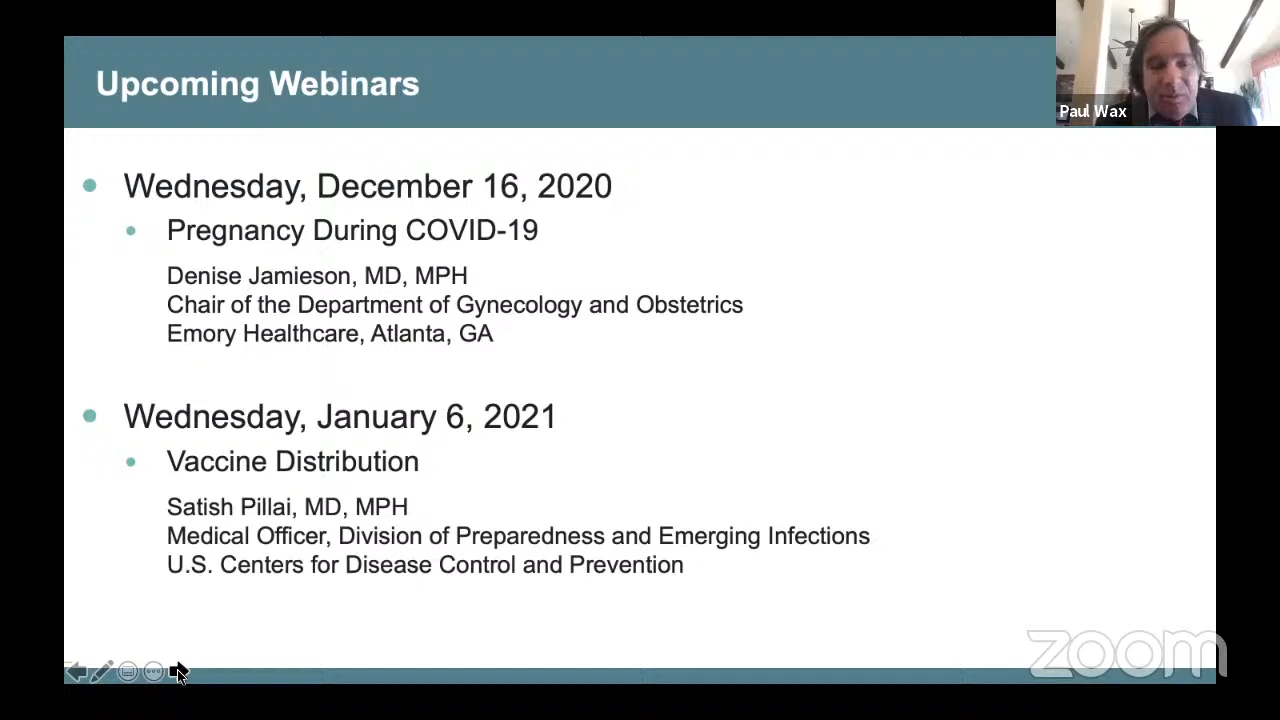 Upcoming Webinars
Paul Wax
Wednesday, December 16, 2020
Pregnancy During COVID-19
Denise Jamieson, MD, MPH
Chair of the Department of Gynecology and Obstetrics
Emory Healthcare, Atlanta, GA
Wednesday, January 6, 2021
Vaccine Distribution
Satish Pillai, MD, MPH
Medical Officer, Division of Preparedness and Emerging Infections
U.S. Centers for Disease Control and Prevention
zoom